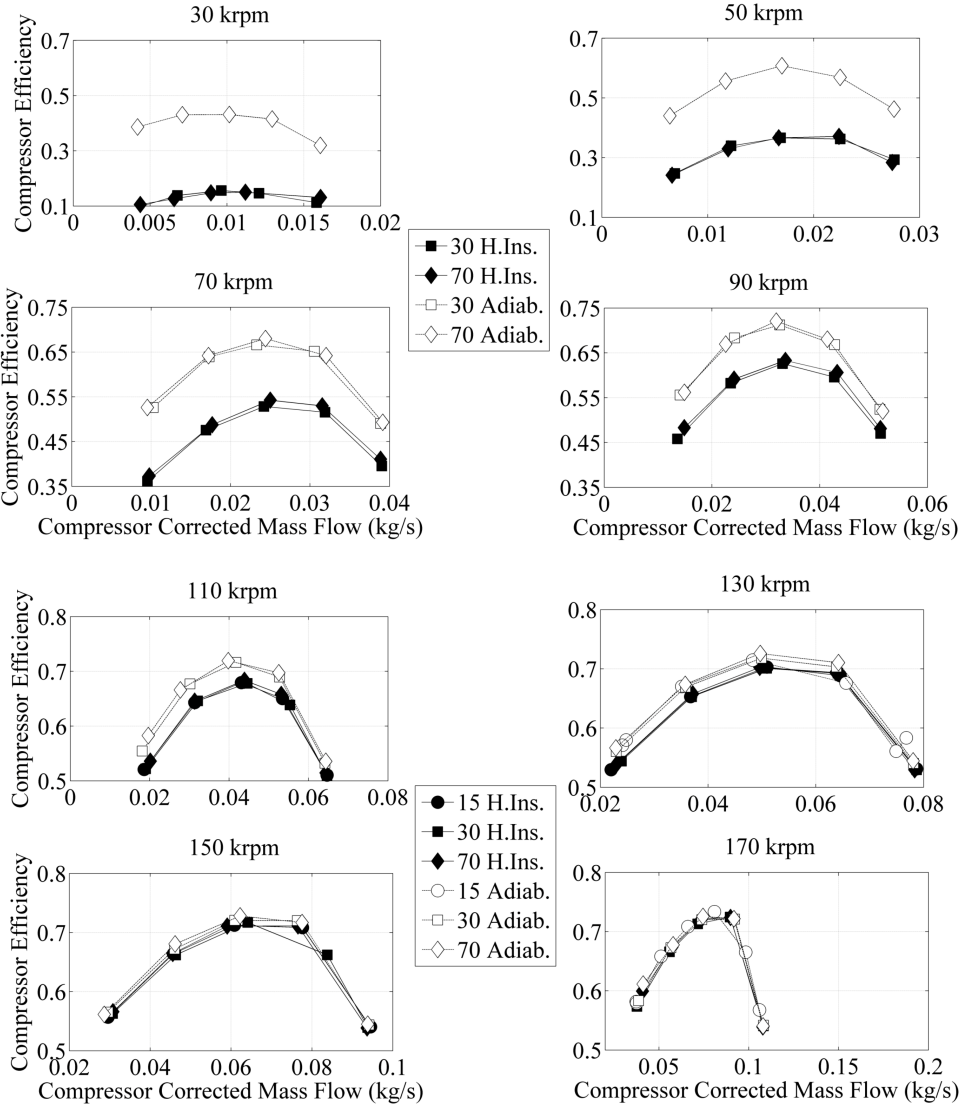 30 krpm
50 krpm
Compressor Efficiency
0.7
0.5
0.3
0.1
0
0.005
0.01
0.015
0.02
0.7
0.5
0.3
0.1
0
0.01
0.02
0.03
30 H.Ins.
70 H.Ins.
30 Adiab.
70 Adiab.
70 krpm
90 krpm
Compressor Efficiency
0.75
0.65
0.55
0.45
0.35
0
0.01
0.02
0.03
0.04
Compressor Corrected Mass Flow (kg/s)
0.75
0.65
0.55
0.45
0.35
0
0.02
0.04
0.06
Compressor Corrected Mass Flow (kg/s)
110 krpm
130 krpm
Compressor Efficiency
0.8
0.7
0.6
0.5
0
0.02
0.04
0.06
0.08
0.8
0.7
0.6
0.5
0.02
0.04
0.06
0.08
15 H.Ins.
30 H.Ins.
70 H.Ins.
15 Adiab.
30 Adiab.
70 Adiab.
150 krpm
170 krpm
Compressor Efficiency
0.8
0.7
0.6
0.5
0.02
0.04
0.06
0.08
0.1
Compressor Corrected Mass Flow (kg/s)
0.8
0.7
0.6
0.5
0.05
0.1
0.15
0.2
Compressor Corrected Mass Flow (kg/s)